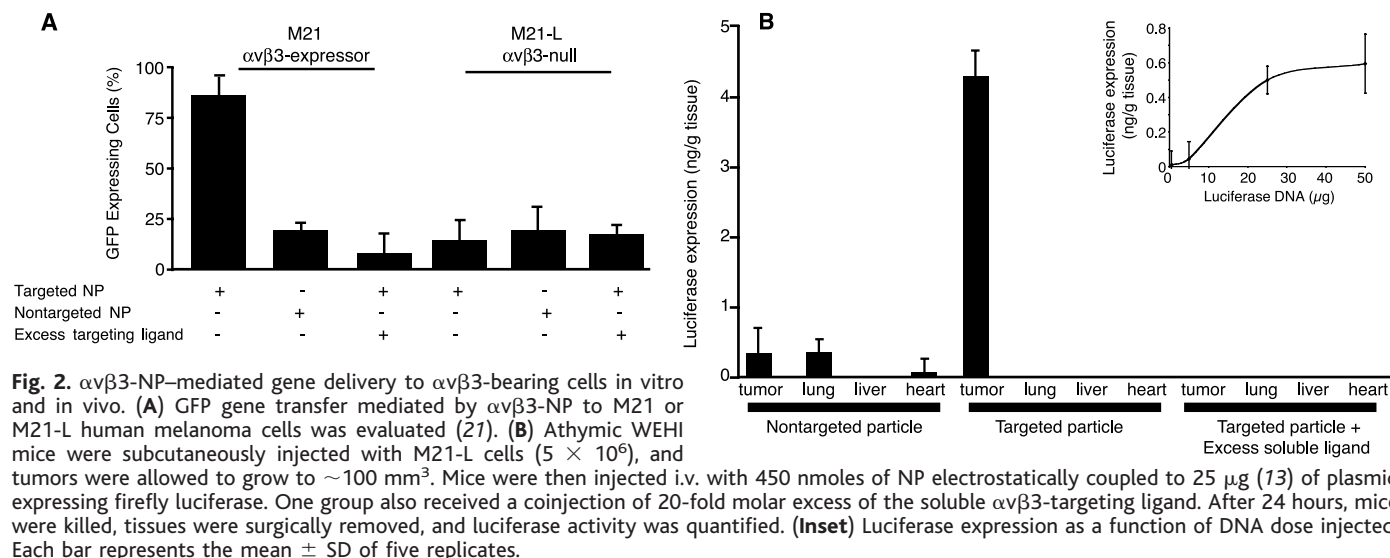 A
M21
αvβ3-expressor
M21-L
αvβ3-null
GFP Expressing Cells (%)
100
75
50
25
0
Targeted NP + - + + - +
Nontargeted NP - + - - + -
Excess targeting ligand - - + - - +
B
Luciferase expression (ng/g tissue)
5
4
3
2
1
0
tumor lung liver heart tumor lung liver heart tumor lung liver heart
Nontargeted particle
Targeted particle
Targeted particle +
Excess soluble ligand
Luciferase expression
(ng/g tissue)
0.8
0.6
0.4
0.2
0
0 10 20 30 40 50
Luciferase DNA (µg)
Fig. 2. αvβ3-NP–mediated gene delivery to αvβ3-bearing cells in vitro
and in vivo. (A) GFP gene transfer mediated by αvβ3-NP to M21 or
M21-L human melanoma cells was evaluated (21). (B) Athymic WEHI
mice were subcutaneously injected with M21-L cells (5 × 10⁶), and
tumors were allowed to grow to ~100 mm³. Mice were then injected i.v. with 450 nmoles of NP electrostatically coupled to 25 µg (13) of plasmid
expressing firefly luciferase. One group also received a coinjection of 20-fold molar excess of the soluble αvβ3-targeting ligand. After 24 hours, mice
were killed, tissues were surgically removed, and luciferase activity was quantified. (Inset) Luciferase expression as a function of DNA dose injected.
Each bar represents the mean ± SD of five replicates.